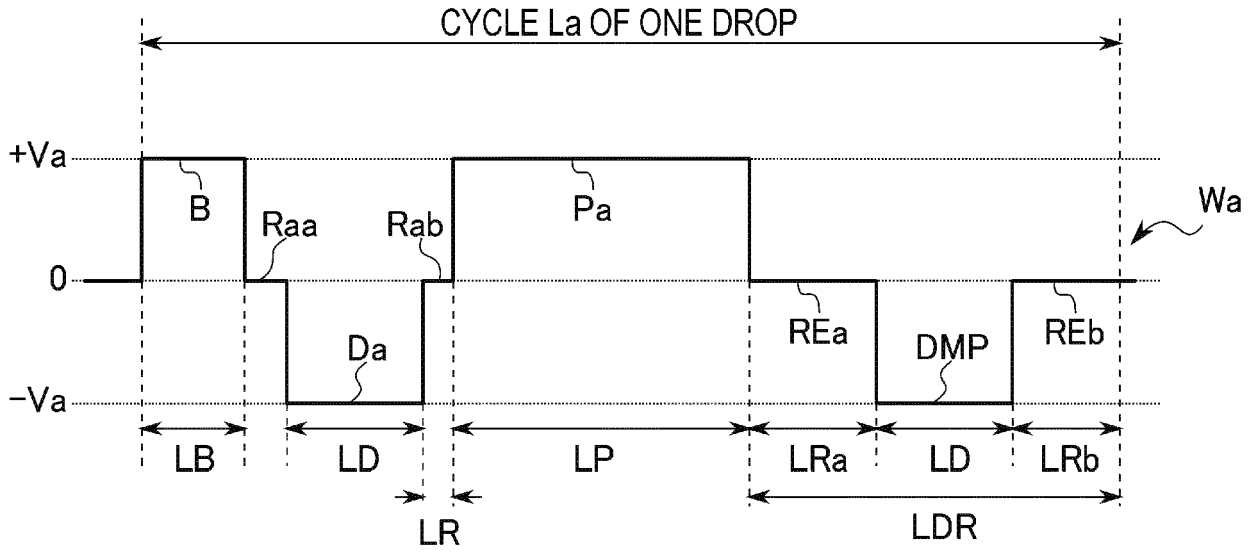 CYCLE La OF ONE DROP
+Va
B
Raa
Rab
Pa
Wa
0
Da
REa
DMP
REb
−Va
LB
LD
LP
LRa
LD
LRb
LR
LDR